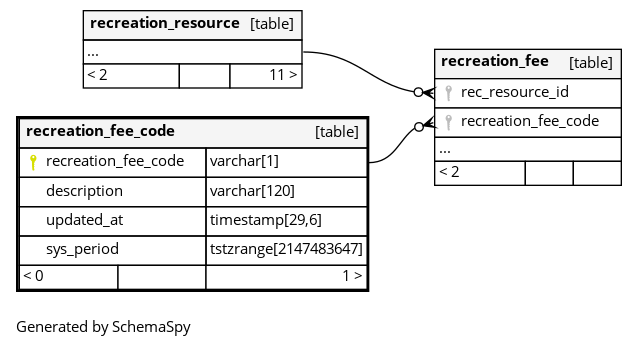 recreation_resource [table]
...
< 2 11 >
recreation_fee [table]
rec_resource_id
recreation_fee_code
...
< 2
recreation_fee_code [table]
recreation_fee_code varchar[1]
description varchar[120]
updated_at timestamp[29,6]
sys_period tstzrange[2147483647]
< 0 1 >
Generated by SchemaSpy